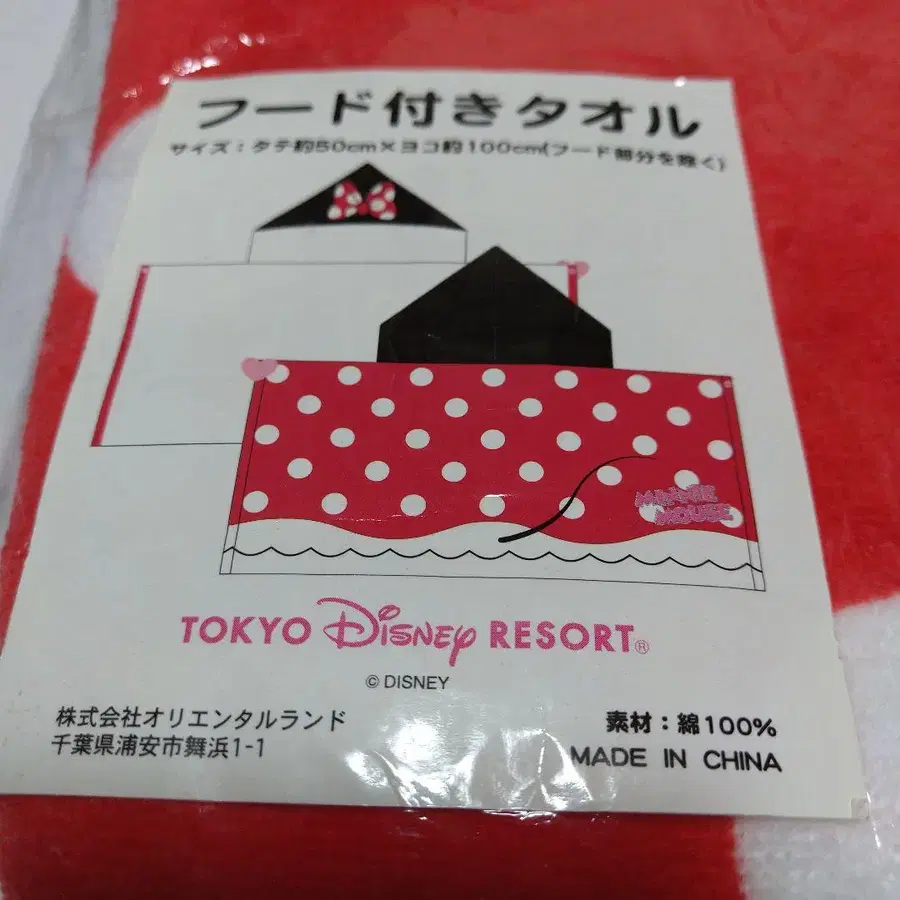 フード付きタオル
サイズ：タテ約50cm×ヨコ約100cm(フード部分を除く)
MINNIE
MOUSE
TOKYO Disney RESORT®
© DISNEY
株式会社オリエンタルランド
千葉県浦安市舞浜1-1
素材：綿100%
MADE IN CHINA